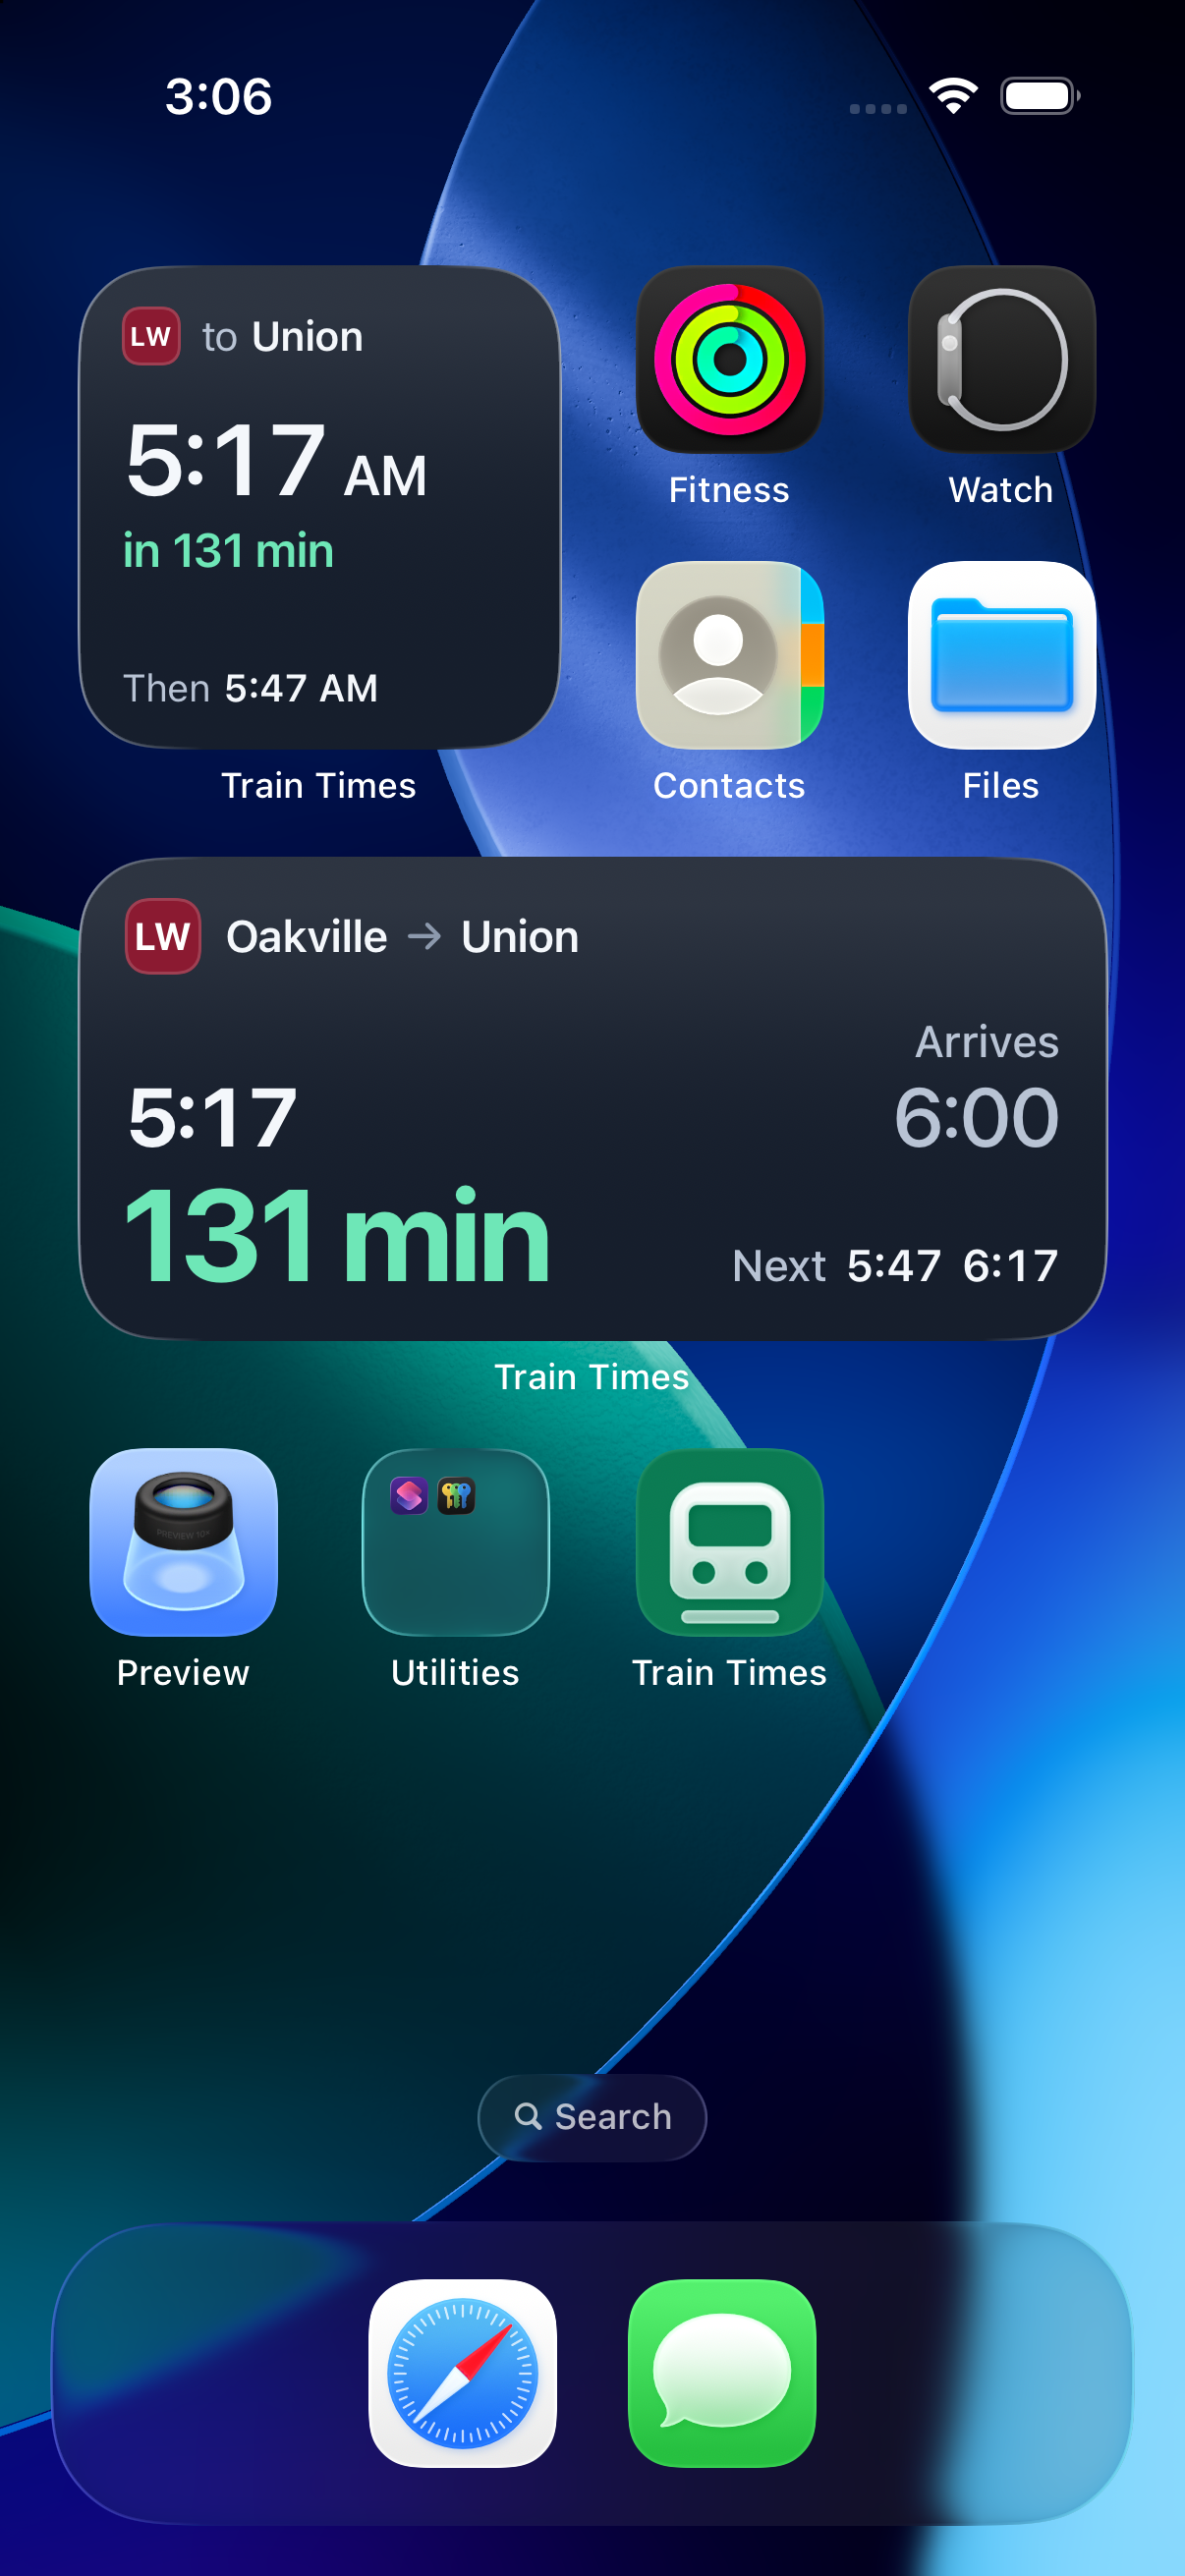 3:06
LW to Union
5:17 AM
in 131 min
Then 5:47 AM
Train Times
Fitness
Watch
Contacts
Files
LW Oakville → Union
Arrives
5:17
6:00
131 min
Next 5:47 6:17
Train Times
PREVIEW 10×
Preview
Utilities
Train Times
Search